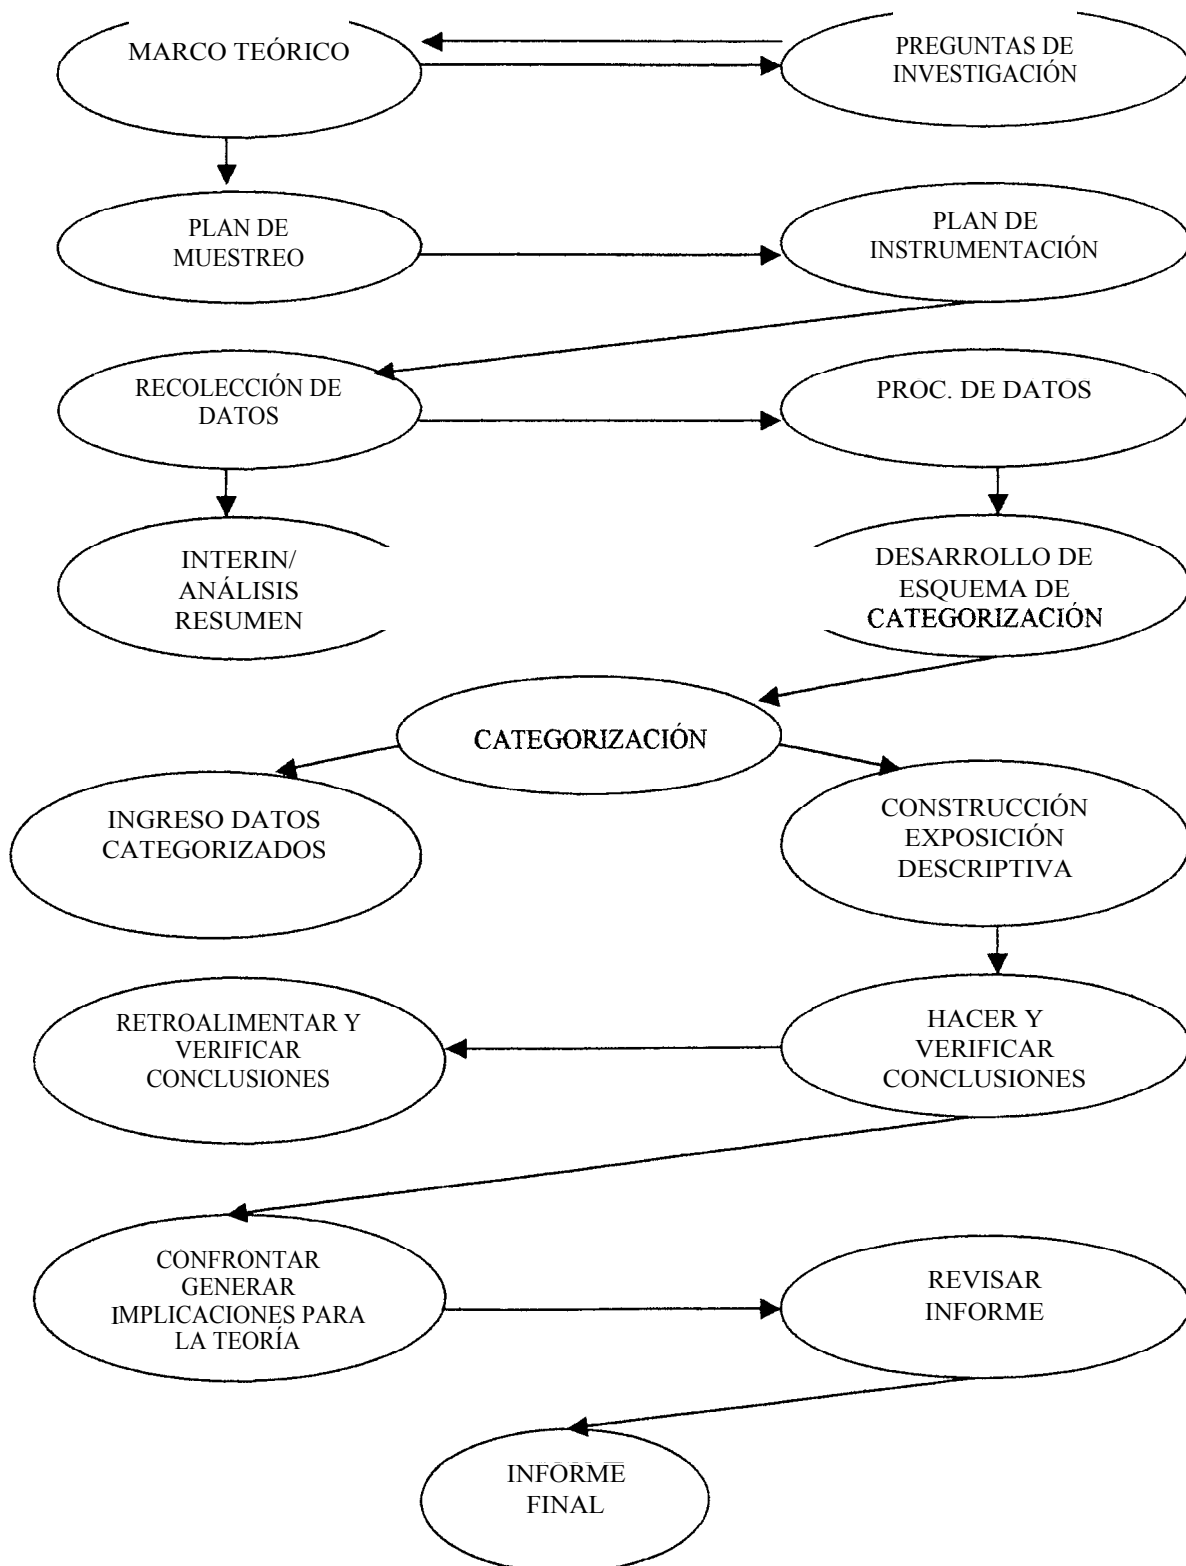 MARCO TEÓRICO
PREGUNTAS DE
INVESTIGACIÓN
PLAN DE
MUESTREO
PLAN DE
INSTRUMENTACIÓN
RECOLECCIÓN DE
DATOS
PROC. DE DATOS
INTERIN/
ANÁLISIS
RESUMEN
DESARROLLO DE
ESQUEMA DE
CATEGORIZACIÓN
CATEGORIZACIÓN
INGRESO DATOS
CATEGORIZADOS
CONSTRUCCIÓN
EXPOSICIÓN
DESCRIPTIVA
RETROALIMENTAR Y
VERIFICAR
CONCLUSIONES
HACER Y
VERIFICAR
CONCLUSIONES
CONFRONTAR
GENERAR
IMPLICACIONES PARA
LA TEORÍA
REVISAR
INFORME
INFORME
FINAL